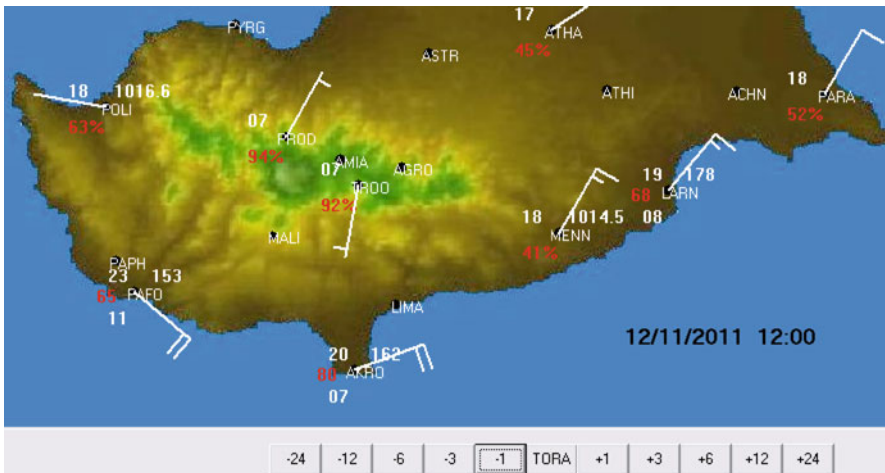 17
PYRG
ATHA
45%
ASTR
18 1016.6
POLI
63%
18
ATHI
ACHN
PARA
52%
07
PROD
94%
AMIA
07
AGRO
TROO
92%
19 178
68
LARN
08
18 1014.5
MENN
41%
MALI
PAPH
23 153
65
PAFO
11
LIMA
12/11/2011 12:00
20 162
80
AKRO
07
-24 -12 -6 -3 -1 TORA +1 +3 +6 +12 +24